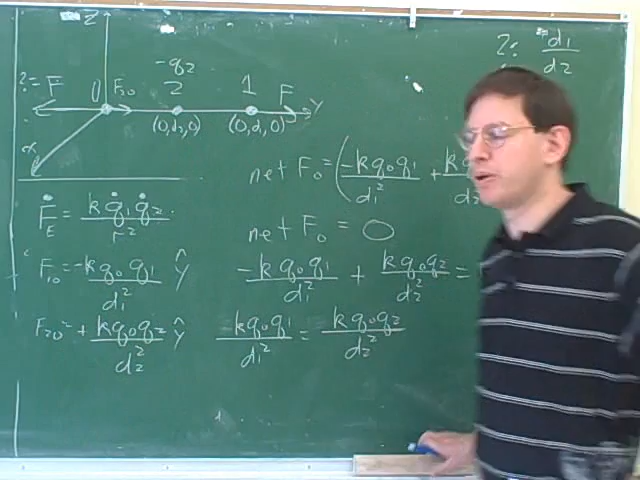 z
?: d₁/d₂
-q₂
?= F 0 F₂₀ 2 1 F y
(0,d₂,0) (0,d,0)
x
net F₀ = (-kq₀q₁/d₁² + k
F_E = kq₁q₂/r²
net F₀ = 0
F₁₀ = -kq₀q₁/d₁² ŷ
-kq₀q₁/d₁² + kq₀q₂/d₂² =
F₂₀ = +kq₀q₂/d₂² ŷ
-kq₀q₁/d₁² = -kq₀q₂/d₂²